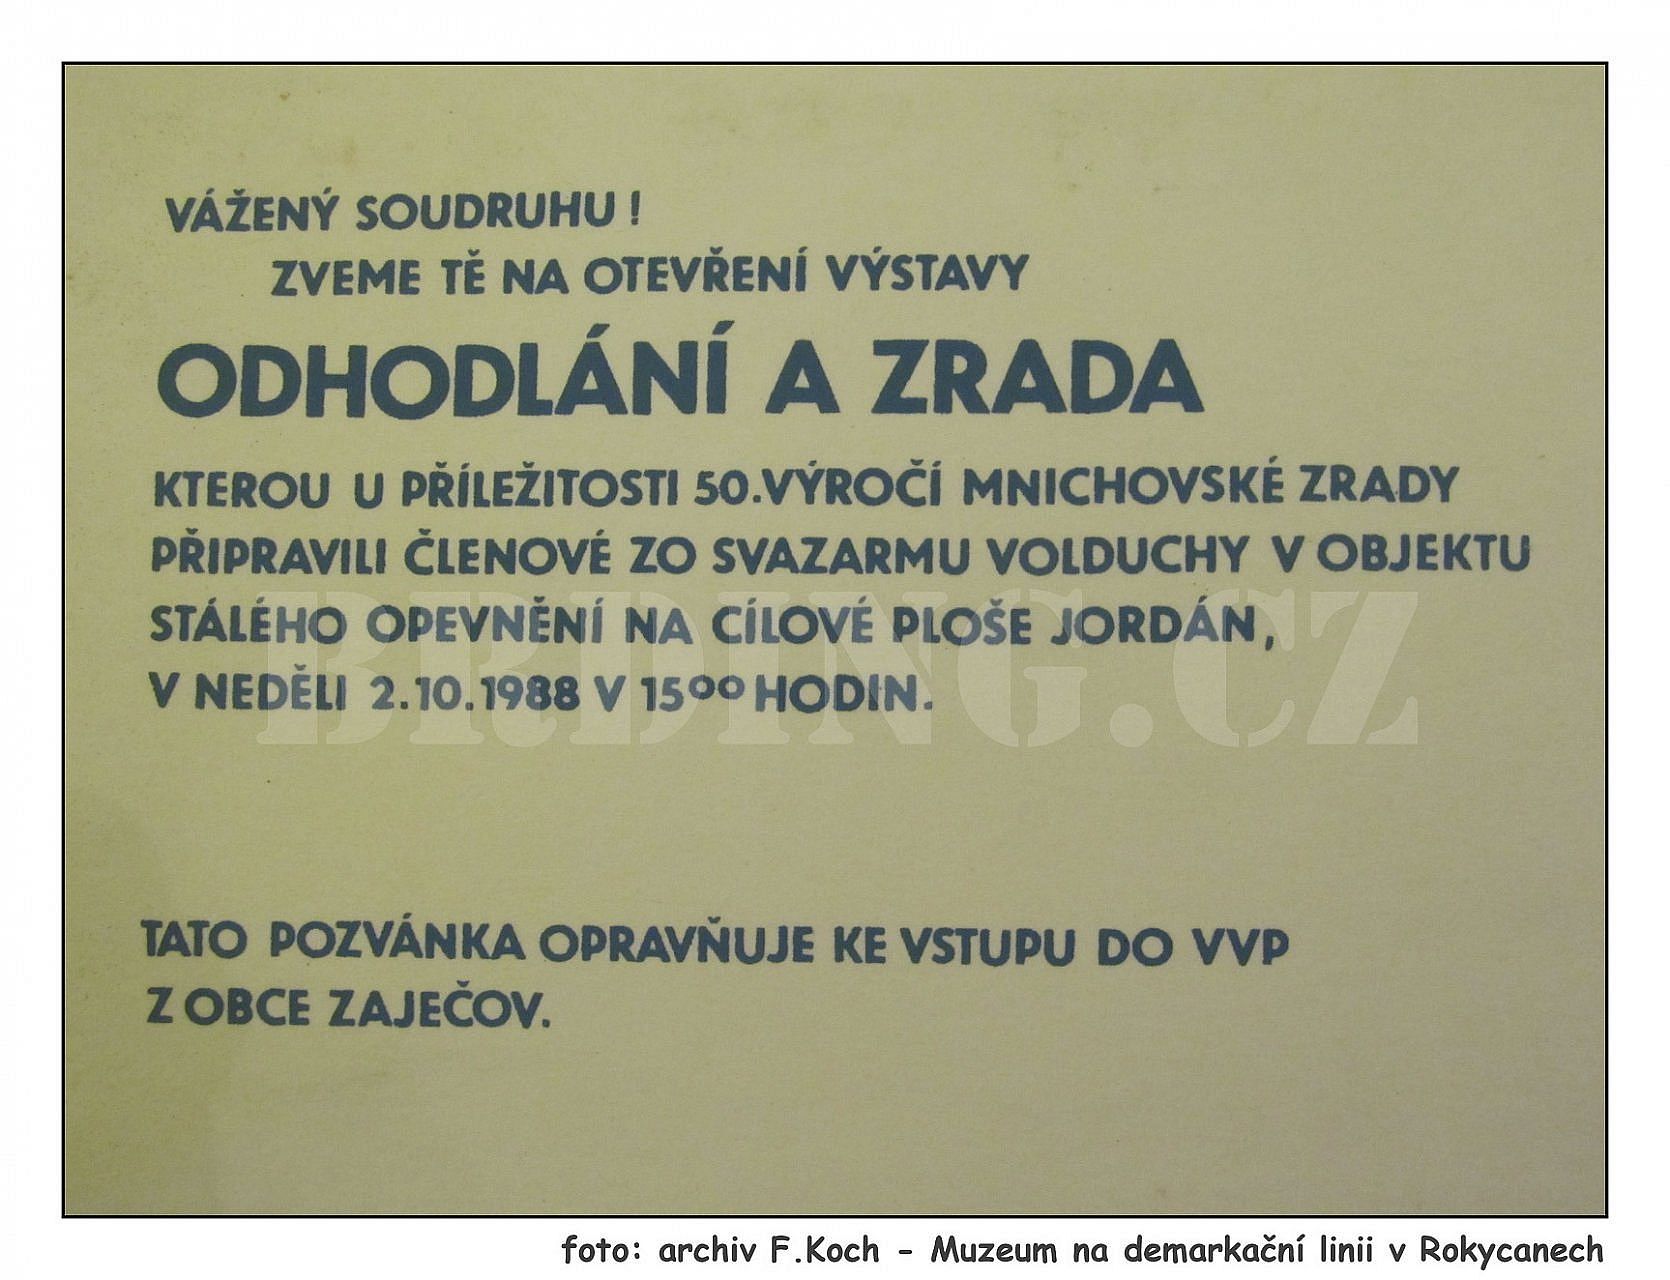 VÁŽENÝ SOUDRUHU!
ZVEME TĚ NA OTEVŘENÍ VÝSTAVY
ODHODLÁNÍ A ZRADA
KTEROU U PŘÍLEŽITOSTI 50.VÝROČÍ MNICHOVSKÉ ZRADY
PŘIPRAVILI ČLENOVÉ ZO SVAZARMU VOLDUCHY V OBJEKTU
STÁLÉHO OPEVNĚNÍ NA CÍLOVÉ PLOŠE JORDÁN,
V NEDĚLI 2.10.1988 V 15⁰⁰ HODIN.
BRDING.CZ
TATO POZVÁNKA OPRAVŇUJE KE VSTUPU DO VVP
Z OBCE ZAJEČOV.
foto: archiv F.Koch - Muzeum na demarkační linii v Rokycanech